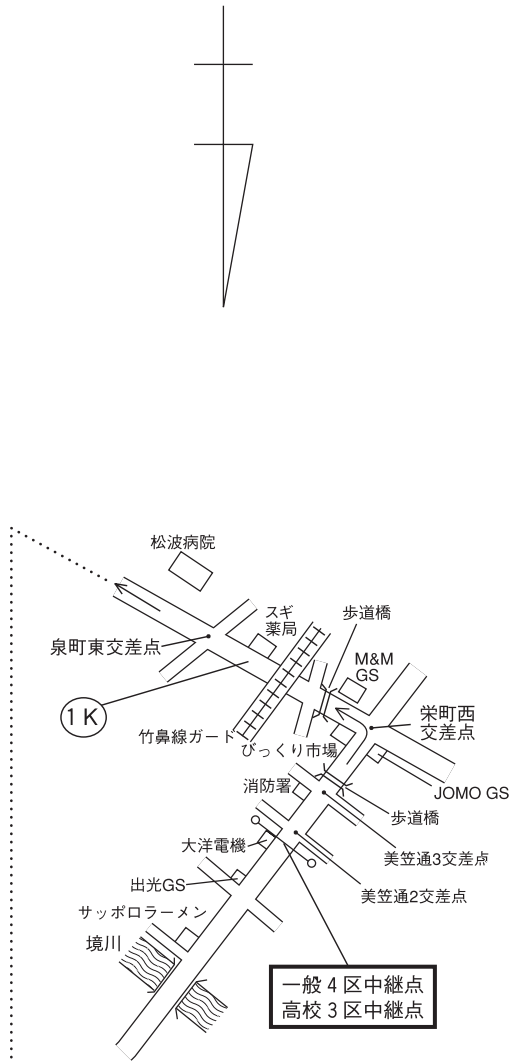 松波病院
スギ
薬局
歩道橋
泉町東交差点
M&M
GS
1K
栄町西
交差点
竹鼻線ガード
びっくり市場
消防署
JOMO GS
歩道橋
大洋電機
美笠通3交差点
出光GS
美笠通2交差点
サッポロラーメン
境川
一般4区中継点
高校3区中継点